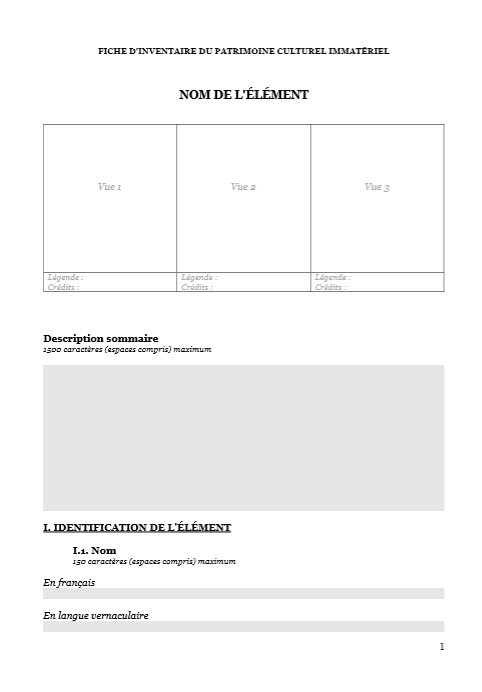 FICHE D'INVENTAIRE DU PATRIMOINE CULTUREL IMMATÉRIEL
NOM DE L'ÉLÉMENT
Vue 1 Vue 2 Vue 3
Légende : Légende : Légende :
Crédits : Crédits : Crédits :
Description sommaire
1500 caractères (espaces compris) maximum
I. IDENTIFICATION DE L'ÉLÉMENT
I.1. Nom
150 caractères (espaces compris) maximum
En français
En langue vernaculaire
1